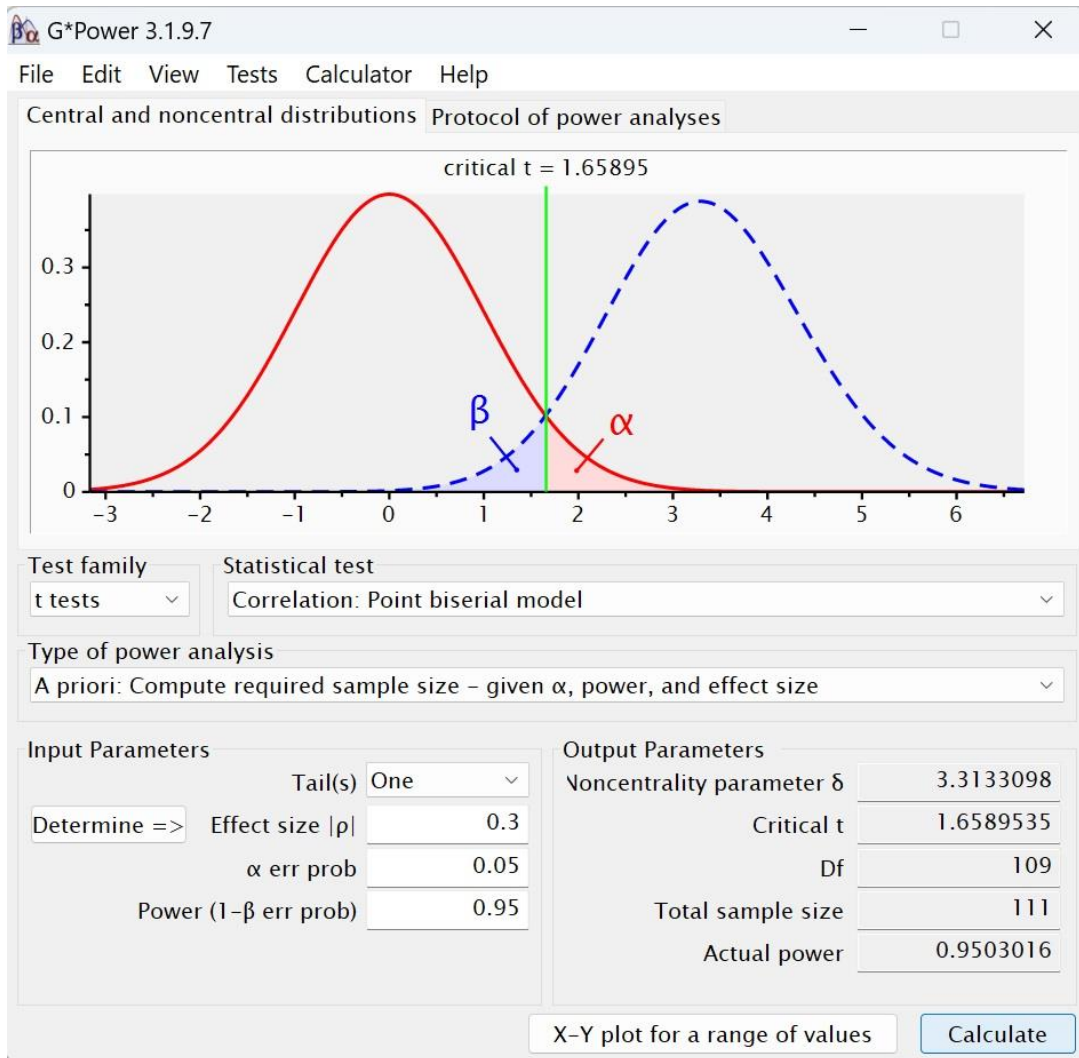 G*Power 3.1.9.7
File Edit View Tests Calculator Help
Central and noncentral distributions Protocol of power analyses
critical t = 1.65895
0.3
0.2
0.1
0
β
α
-3 -2 -1 0 1 2 3 4 5 6
Test family Statistical test
t tests Correlation: Point biserial model
Type of power analysis
A priori: Compute required sample size – given α, power, and effect size
Input Parameters
Tail(s) One
Determine => Effect size |ρ| 0.3
α err prob 0.05
Power (1-β err prob) 0.95
Output Parameters
Noncentrality parameter δ 3.3133098
Critical t 1.6589535
Df 109
Total sample size 111
Actual power 0.9503016
X-Y plot for a range of values Calculate